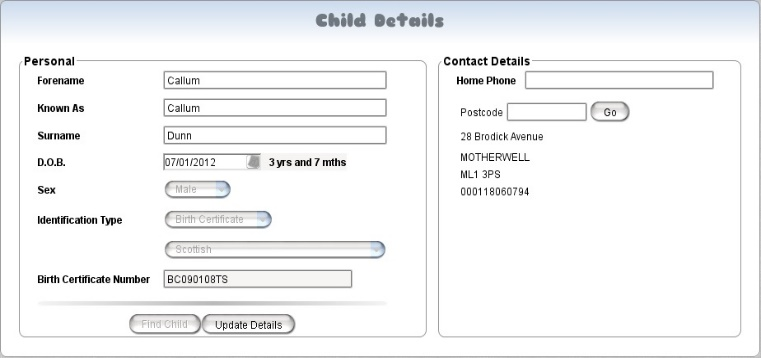 Child Details
Personal
Forename Callum
Known As Callum
Surname Dunn
D.O.B. 07/01/2012 3 yrs and 7 mths
Sex Male
Identification Type Birth Certificate
Scottish
Birth Certificate Number BC090108TS
Find Child Update Details
Contact Details
Home Phone
Postcode Go
28 Brodick Avenue
MOTHERWELL
ML1 3PS
000118060794